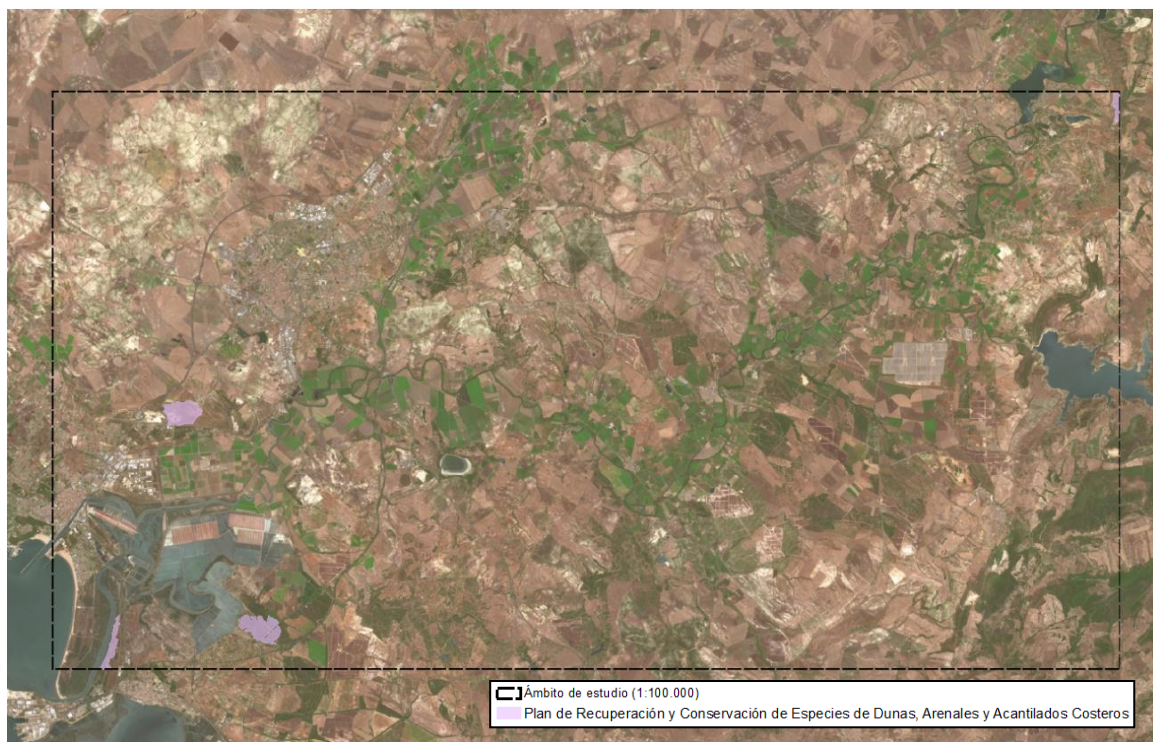 Ámbito de estudio (1:100.000)
Plan de Recuperación y Conservación de Especies de Dunas, Arenales y Acantilados Costeros